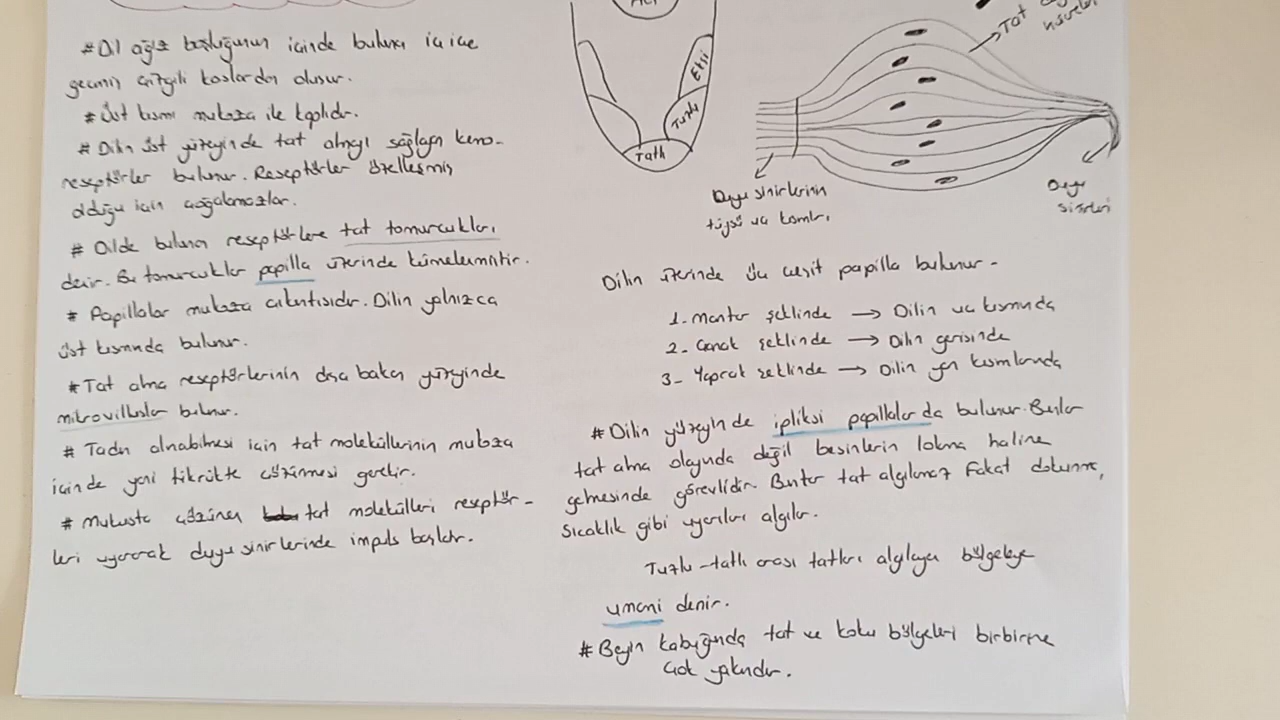 Acı
# Dil ağız boşluğunun içinde bulunan iç içe
geçmiş çizgili kaslardan oluşur.
# Üst kısmı mukoza ile kaplıdır.
# Dilin üst yüzeyinde tat almayı sağlayan kemo-
reseptörler bulunur. Reseptörler özelleşmiş
olduğu için çoğalamazlar.
# Dilde bulunan reseptörlere tat tomurcukları
denir. Bu tomurcuklar papilla üzerinde kümelenmiştir.
# Papillalar mukoza çıkıntısıdır. Dilin yalnızca
üst kısmında bulunur.
# Tat alma reseptörlerinin dışa bakan yüzeyinde
mikrovilluslar bulunur.
# Tadın alınabilmesi için tat moleküllerinin mukoza
içinde yani tükrükte çözünmesi gerekir.
# Mukusta çözünen tat molekülleri reseptör-
leri uyararak duyu sinirlerinde impuls başlatır.
Ekşi
Tuzlu
Tatlı
Tat
Duyu sinirlerinin
Duyu
sinirleri
Dilin üzerinde üç çeşit papilla bulunur-
1- Mantar şeklinde → Dilin uç kısmında
2- Çanak şeklinde → Dilin gerisinde
3- Yaprak şeklinde → Dilin yan kısımlarında
# Dilin yüzeyinde ipliksi papillalar da bulunur. Bunlar
tat alma olayında değil besinlerin lokma haline
gelmesinde görevlidir. Bunlar tat algılamaz fakat dokunma,
sıcaklık gibi uyarıları algılar.
Tuzlu-tatlı arası tatları algılayan bölgeye
umami denir.
# Beyin kabuğunda tat ve koku bölgeleri birbirine
çok yakındır.